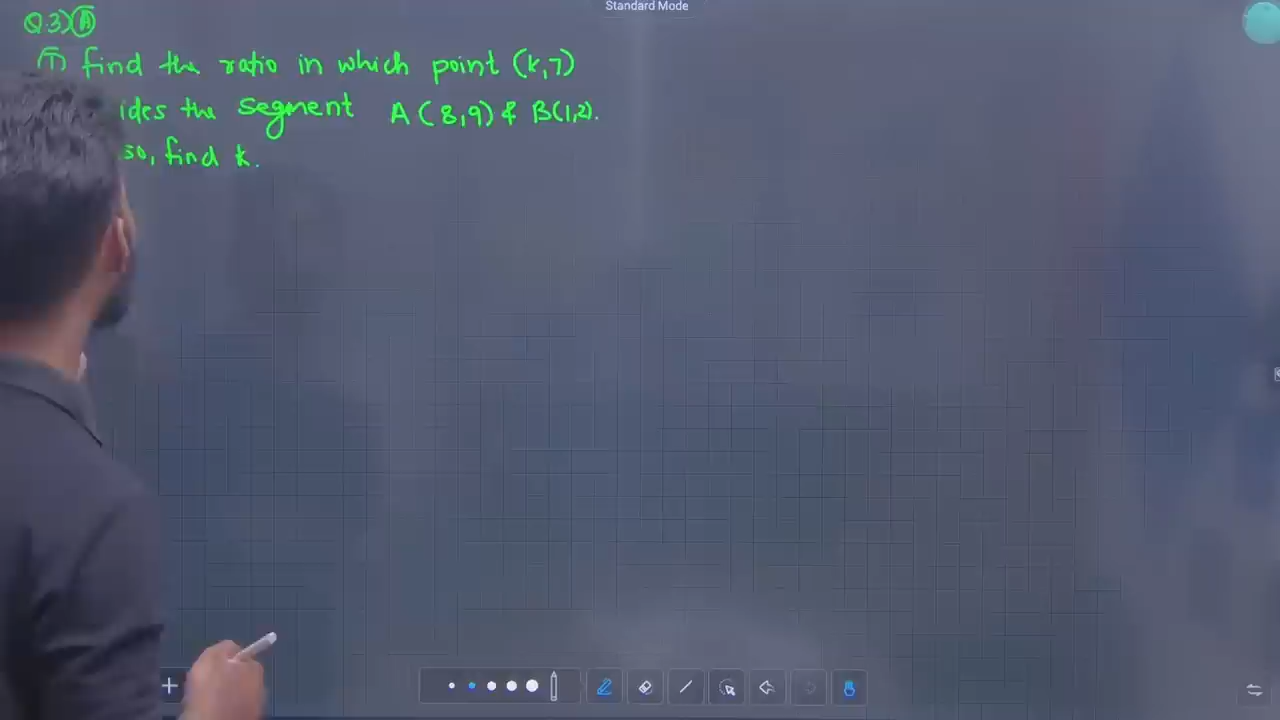 Standard Mode
Q.3) A
(1) find the ratio in which point (k,7)
ides the segment A (8,9) & B(1,2).
so, find k.